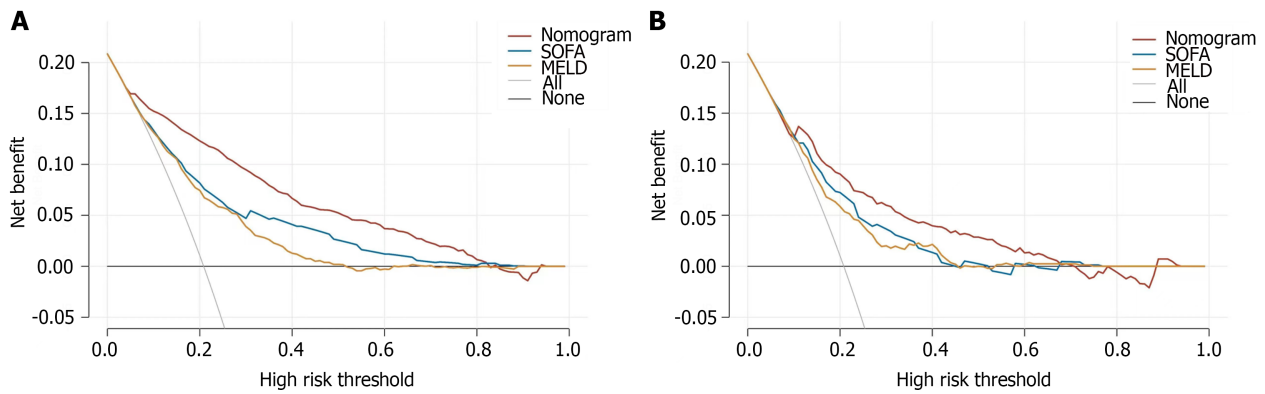 A
Nomogram
SOFA
MELD
All
None
0.20
0.15
0.10
0.05
0.00
-0.05
Net benefit
0.0 0.2 0.4 0.6 0.8 1.0
High risk threshold
B
Nomogram
SOFA
MELD
All
None
0.20
0.15
0.10
0.05
0.00
-0.05
Net benefit
0.0 0.2 0.4 0.6 0.8 1.0
High risk threshold